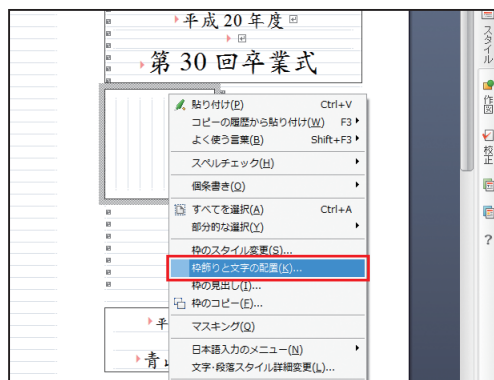 平成 20 年度
第 30 回卒業式
貼り付け(P) Ctrl+V
コピーの履歴から貼り付け(W) F3
よく使う言葉(B) Shift+F3
スペルチェック(H)
個条書き(Q)
すべてを選択(A) Ctrl+A
部分的な選択(Y)
枠のスタイル変更(S)...
枠飾りと文字の配置(K)...
枠の見出し(I)...
枠のコピー(F)...
マスキング(Q)
日本語入力のメニュー(N)
文字・段落スタイル詳細変更(L)...
平
青
スタイル
作図
校正
?